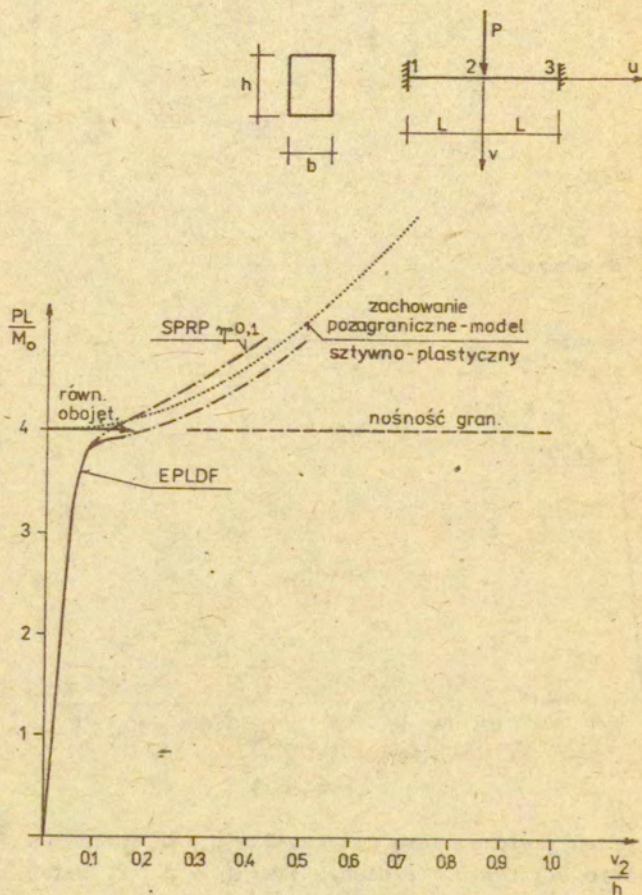 P
1 2 3 u
h
L L
v
b
PL
M₀
SPRP η=0,1
zachowanie
pozagraniczne-model
sztywno-plastyczny
równ.
obojęt.
nośność gran.
4
EPLDF
3
2
1
0,1 0,2 0,3 0,4 0,5 0,6 0,7 0,8 0,9 1,0 v₂
h